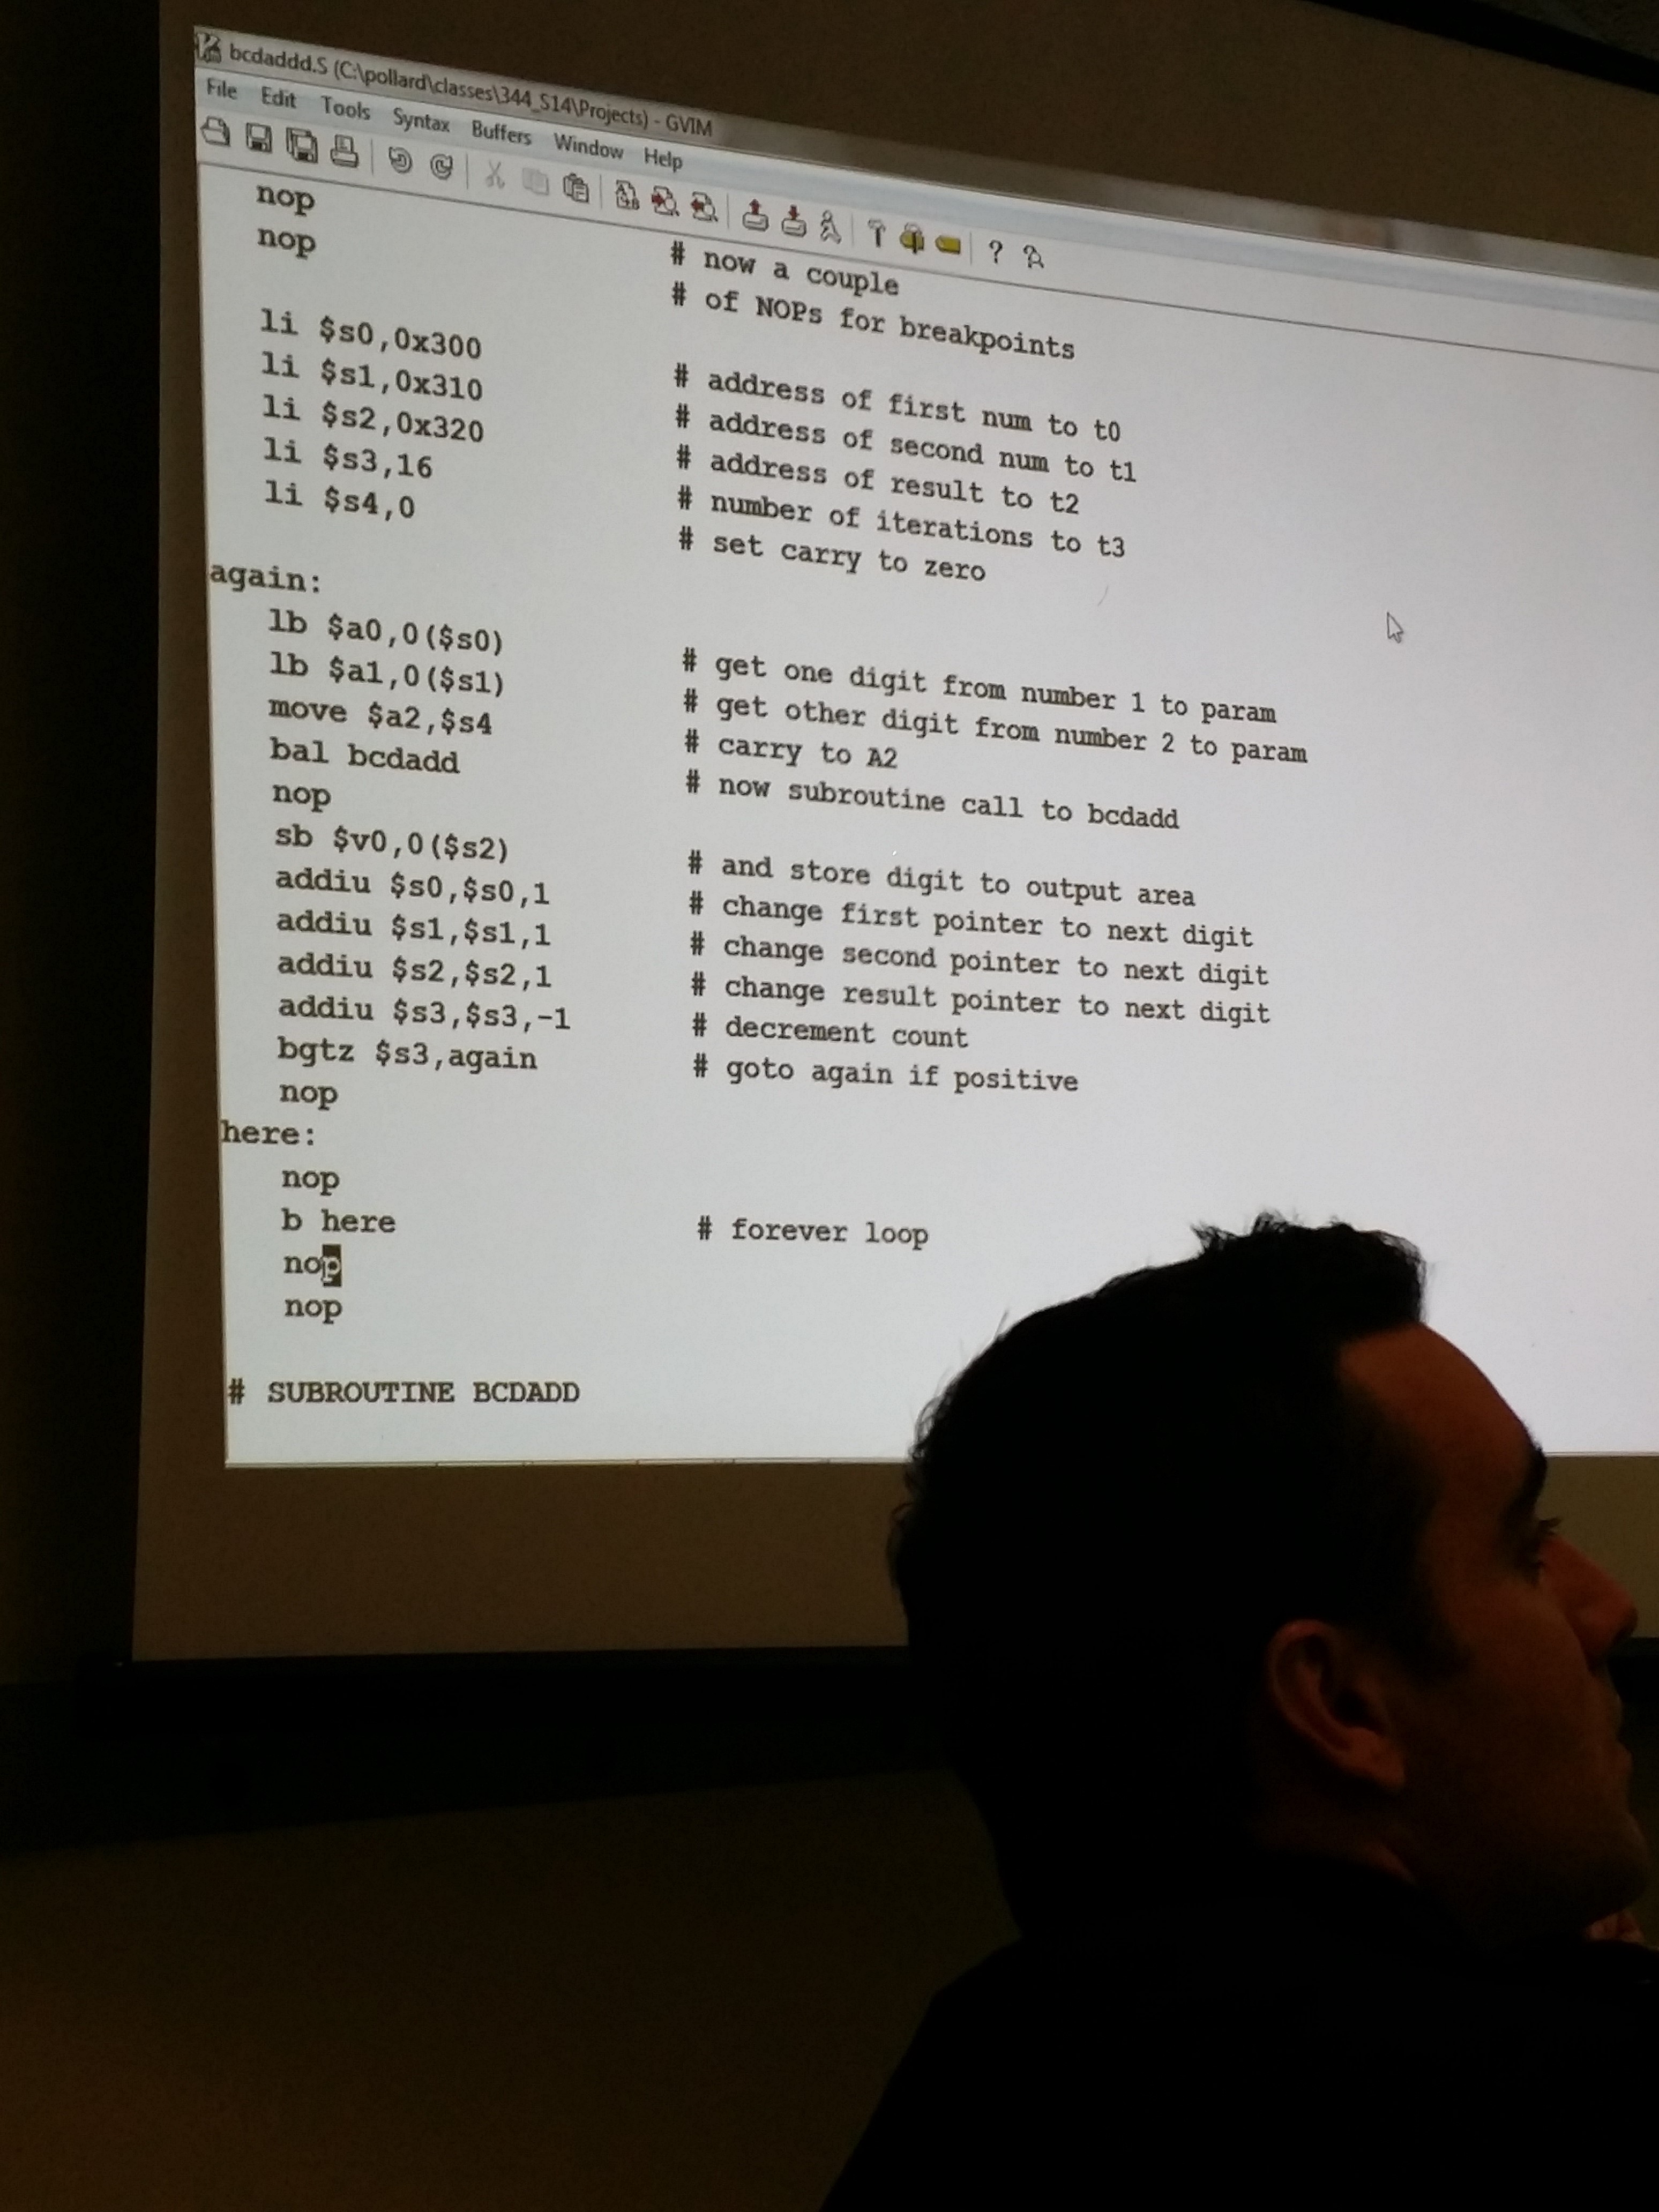 bcdaddd.S (C:\pollard\classes\344_S14\Projects) - GVIM
File Edit Tools Syntax Buffers Window Help
nop # now a couple
nop # of NOPs for breakpoints
li $s0,0x300 # address of first num to t0
li $s1,0x310 # address of second num to t1
li $s2,0x320 # address of result to t2
li $s3,16 # number of iterations to t3
li $s4,0 # set carry to zero
again:
lb $a0,0($s0) # get one digit from number 1 to param
lb $a1,0($s1) # get other digit from number 2 to param
move $a2,$s4 # carry to A2
bal bcdadd # now subroutine call to bcdadd
nop
sb $v0,0($s2) # and store digit to output area
addiu $s0,$s0,1 # change first pointer to next digit
addiu $s1,$s1,1 # change second pointer to next digit
addiu $s2,$s2,1 # change result pointer to next digit
addiu $s3,$s3,-1 # decrement count
bgtz $s3,again # goto again if positive
nop
here:
nop
b here # forever loop
nop
nop
# SUBROUTINE BCDADD